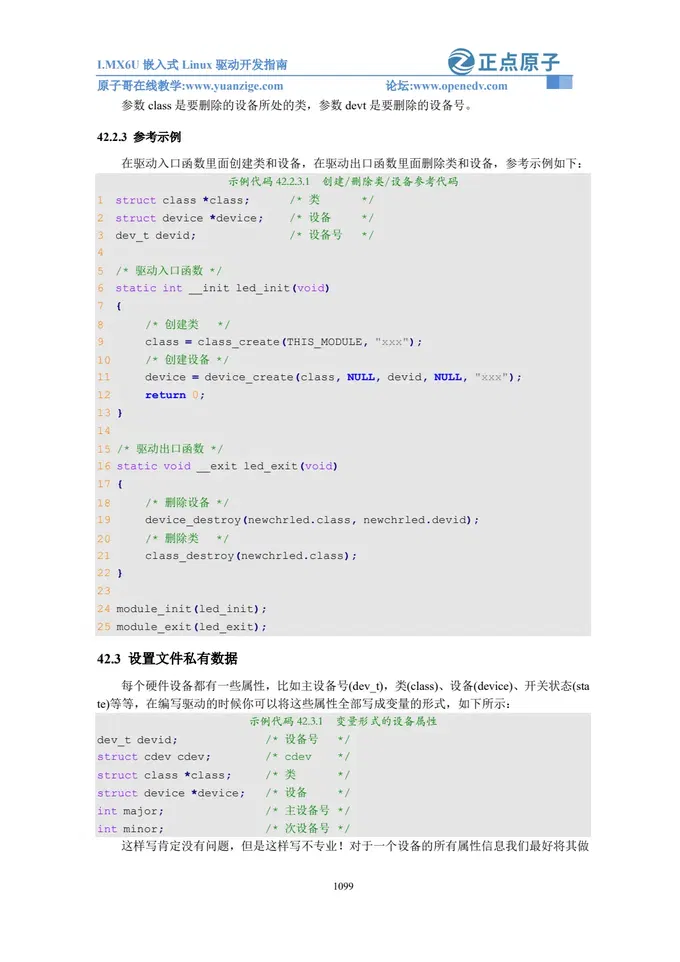 I.MX6U 嵌入式 Linux 驱动开发指南
正点原子
原子哥在线教学:www.yuanzige.com 论坛:www.openedv.com
参数 class 是要删除的设备所处的类，参数 devt 是要删除的设备号。
42.2.3 参考示例
在驱动入口函数里面创建类和设备，在驱动出口函数里面删除类和设备，参考示例如下：
示例代码 42.2.3.1 创建/删除类/设备参考代码
1 struct class *class; /* 类 */
2 struct device *device; /* 设备 */
3 dev_t devid; /* 设备号 */
4
5 /* 驱动入口函数 */
6 static int __init led_init(void)
7 {
8 /* 创建类 */
9 class = class_create(THIS_MODULE, "xxx");
10 /* 创建设备 */
11 device = device_create(class, NULL, devid, NULL, "xxx");
12 return 0;
13 }
14
15 /* 驱动出口函数 */
16 static void __exit led_exit(void)
17 {
18 /* 删除设备 */
19 device_destroy(newchrled.class, newchrled.devid);
20 /* 删除类 */
21 class_destroy(newchrled.class);
22 }
23
24 module_init(led_init);
25 module_exit(led_exit);
42.3 设置文件私有数据
每个硬件设备都有一些属性，比如主设备号(dev_t)，类(class)、设备(device)、开关状态(sta
te)等等，在编写驱动的时候你可以将这些属性全部写成变量的形式，如下所示：
示例代码 42.3.1 变量形式的设备属性
dev_t devid; /* 设备号 */
struct cdev cdev; /* cdev */
struct class *class; /* 类 */
struct device *device; /* 设备 */
int major; /* 主设备号 */
int minor; /* 次设备号 */
这样写肯定没有问题，但是这样写不专业！对于一个设备的所有属性信息我们最好将其做
1099